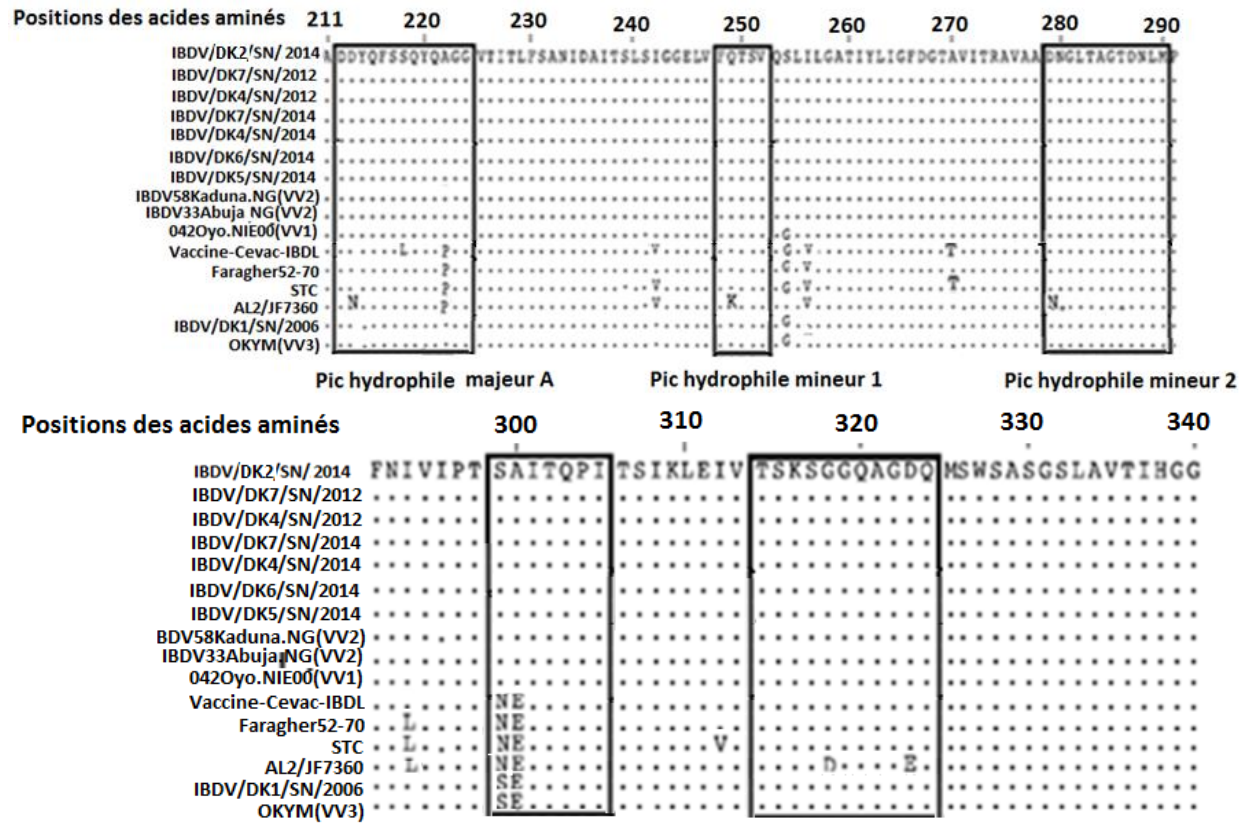 Positions des acides aminés 211 220 230 240 250 260 270 280 290
IBDV/DK2/SN/ 2014 ADDYQFSSQYQAGGVTITLFSANIDAITSLSIGGELVFQTSVQSLILGATIYLIGFDGTAVITRAVAADNGLTAGTDNLMP
IBDV/DK7/SN/2012
IBDV/DK4/SN/2012
IBDV/DK7/SN/2014
IBDV/DK4/SN/2014
IBDV/DK6/SN/2014
IBDV/DK5/SN/2014
IBDV58Kaduna.NG(VV2)
IBDV33Abuja NG(VV2)
042Oyo.NIE00(VV1) G
Vaccine-Cevac-IBDL L P V G V T
Faragher52-70 P G V
STC P V G V T
AL2/JF7360 N P V K V N
IBDV/DK1/SN/2006 G
OKYM(VV3) G
Pic hydrophile majeur A Pic hydrophile mineur 1 Pic hydrophile mineur 2
Positions des acides aminés 300 310 320 330 340
IBDV/DK2/SN/ 2014 FNIVIPTSAITQPITSIKLEIVTSKSGGQAGDQMSWSASGSLAVTIHGG
IBDV/DK7/SN/2012
IBDV/DK4/SN/2012
IBDV/DK7/SN/2014
IBDV/DK4/SN/2014
IBDV/DK6/SN/2014
IBDV/DK5/SN/2014
BDV58Kaduna.NG(VV2)
IBDV33Abuja.NG(VV2)
042Oyo.NIE00(VV1)
Vaccine-Cevac-IBDL NE
Faragher52-70 L NE
STC L NE V
AL2/JF7360 L NE D E
IBDV/DK1/SN/2006 SE
OKYM(VV3) SE